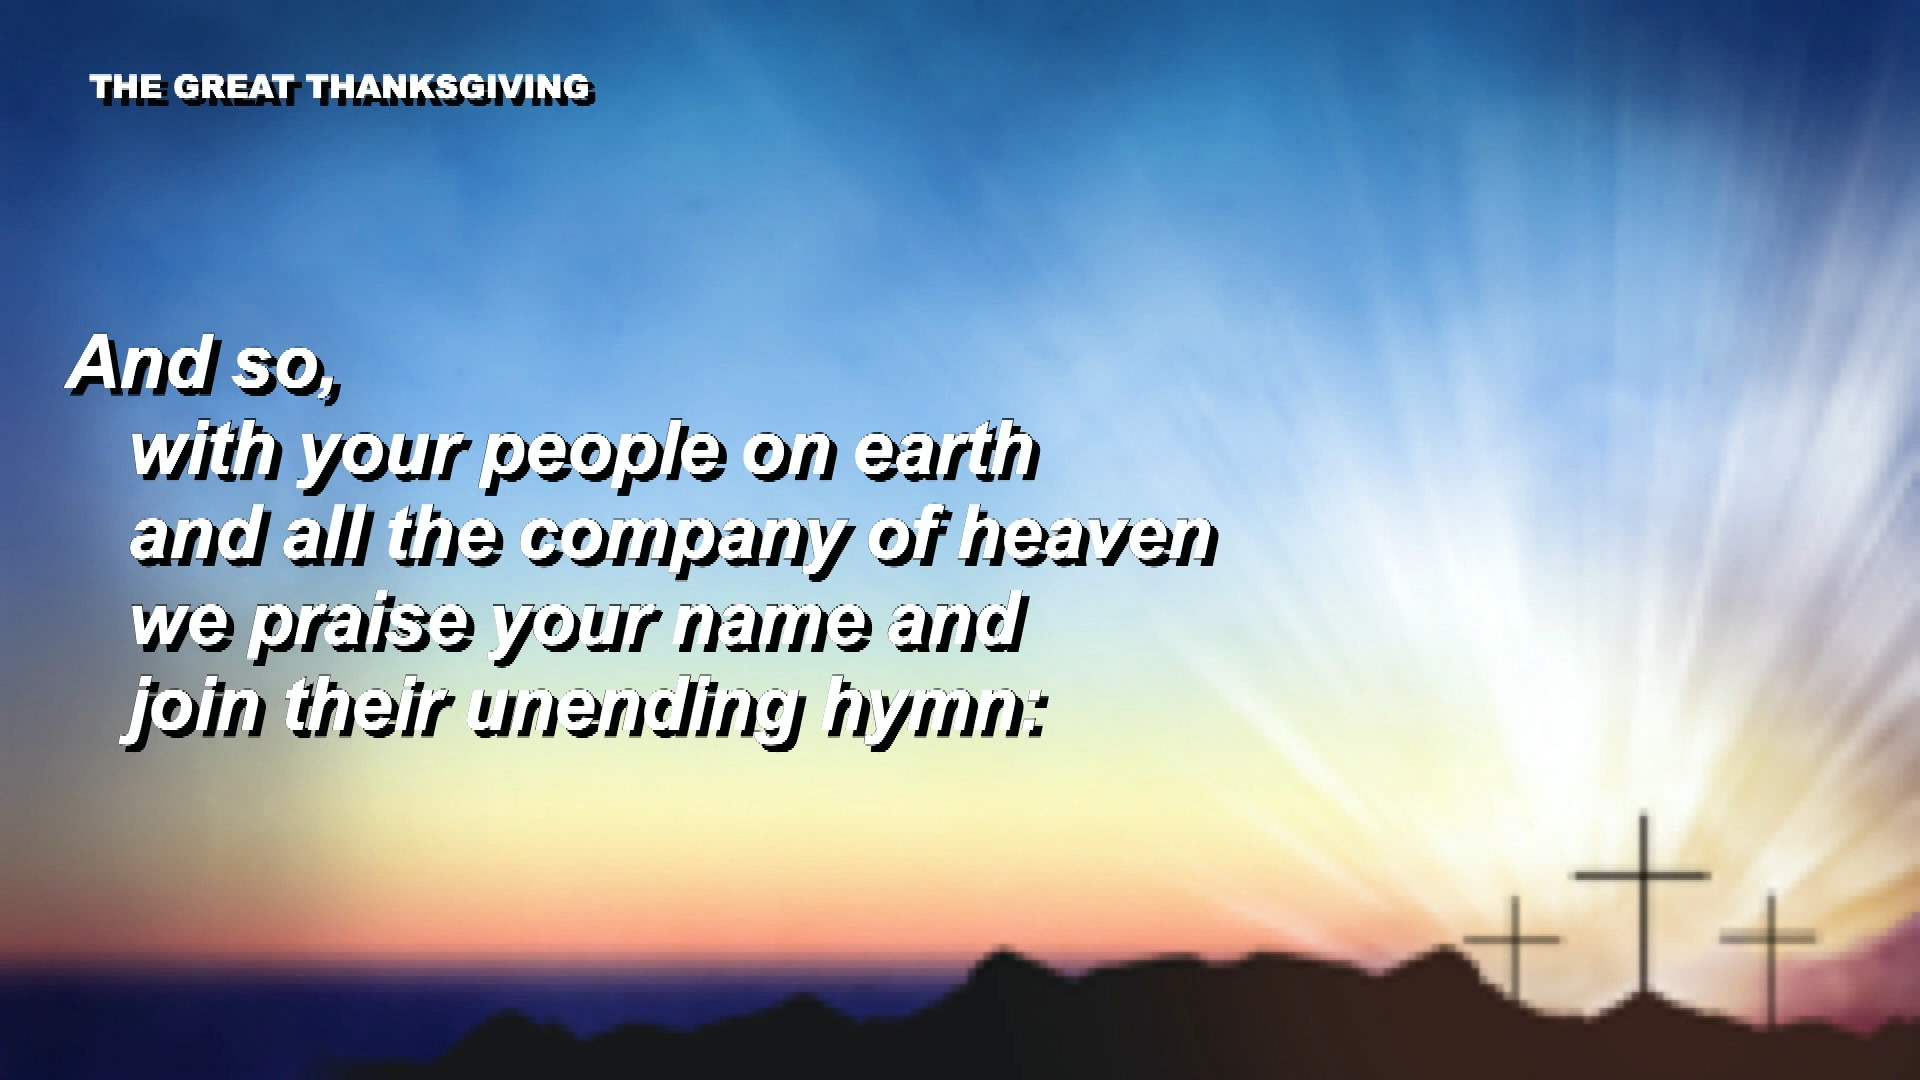 THE GREAT THANKSGIVING
And so,
with your people on earth
and all the company of heaven
we praise your name and
join their unending hymn: